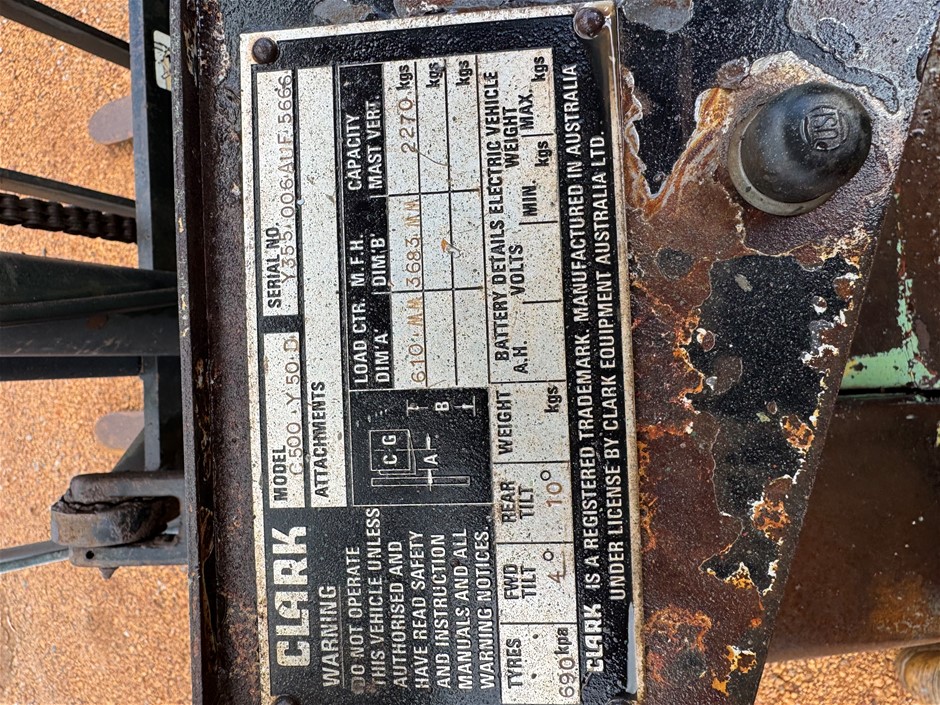 CLARK
MODEL
C500 Y 50 D
SERIAL NO.
Y355.006AUF 5666
ATTACHMENTS
WARNING
DO NOT OPERATE
THIS VEHICLE UNLESS
AUTHORISED AND
HAVE READ SAFETY
AND INSTRUCTION
MANUALS AND ALL
WARNING NOTICES.
C G
A
B
LOAD CTR. M.F.H. CAPACITY
DIM'A' DIM'B' MAST VERT.
610 MM 3683 MM 2270 kgs
kgs
kgs
TYRES FWD TILT REAR TILT WEIGHT
690 kpa 4° 10° kgs
BATTERY DETAILS ELECTRIC VEHICLE
A.H. VOLTS WEIGHT
MIN. kgs MAX. kgs
CLARK IS A REGISTERED TRADEMARK. MANUFACTURED IN AUSTRALIA
UNDER LICENSE BY CLARK EQUIPMENT AUSTRALIA LTD.